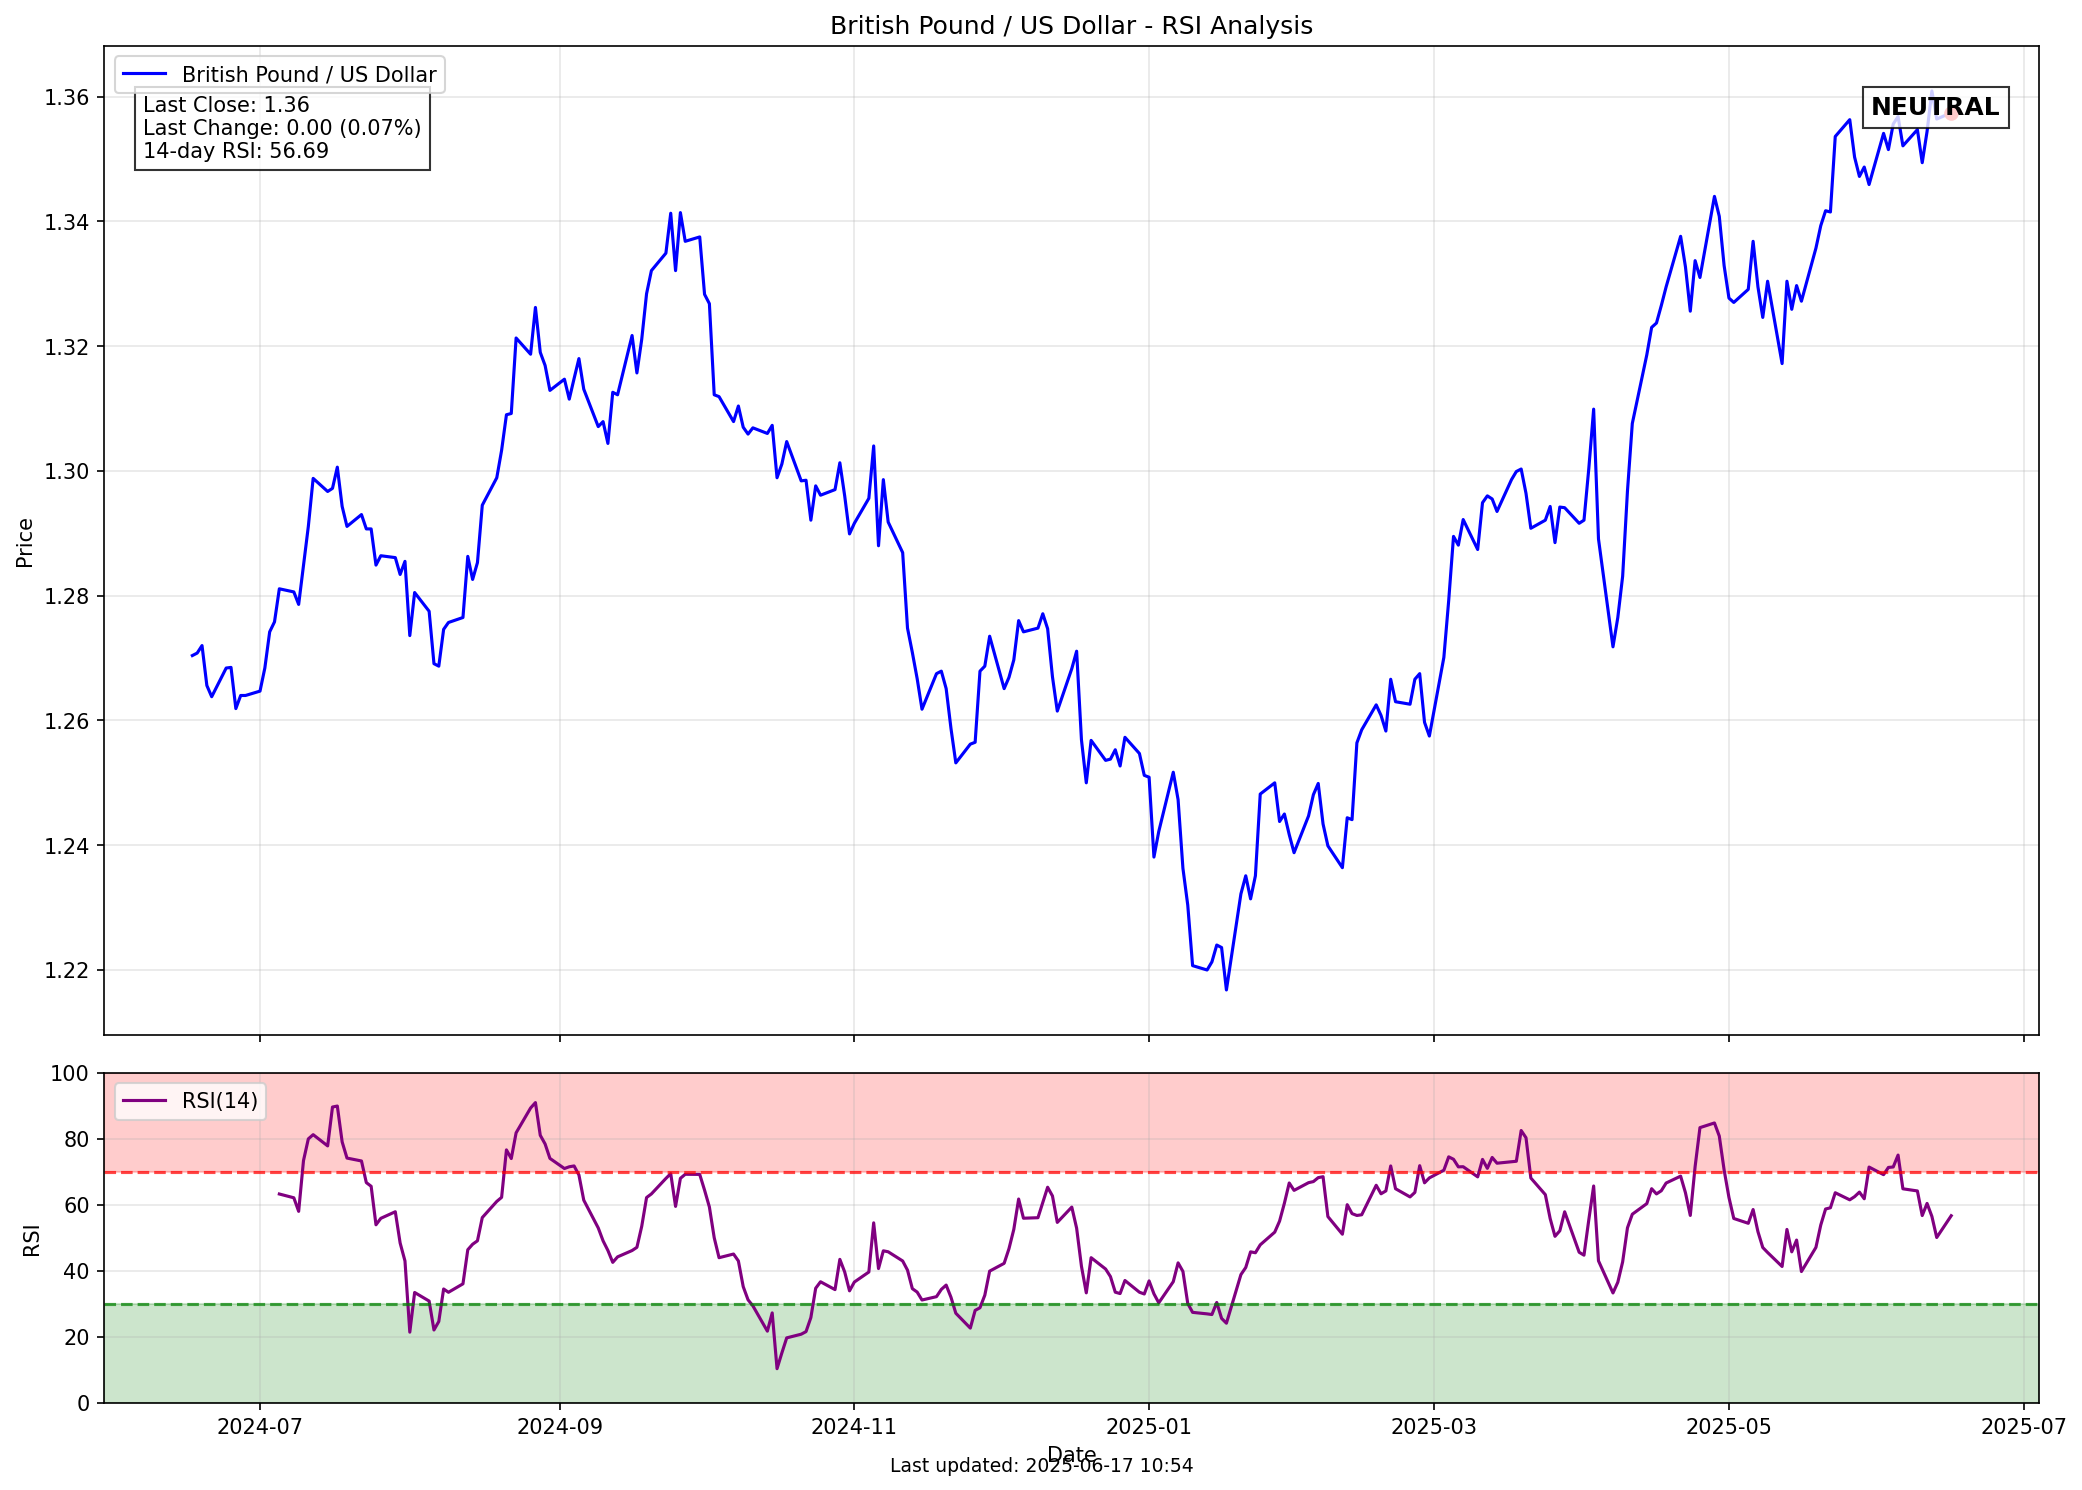 British Pound / US Dollar - RSI Analysis
British Pound / US Dollar
Last Close: 1.36
Last Change: 0.00 (0.07%)
14-day RSI: 56.69
NEUTRAL
1.36
1.34
1.32
1.30
1.28
1.26
1.24
1.22
Price
RSI(14)
100
80
60
40
20
0
RSI
2024-07 2024-09 2024-11 2025-01 2025-03 2025-05 2025-07
Date
Last updated: 2025-06-17 10:54